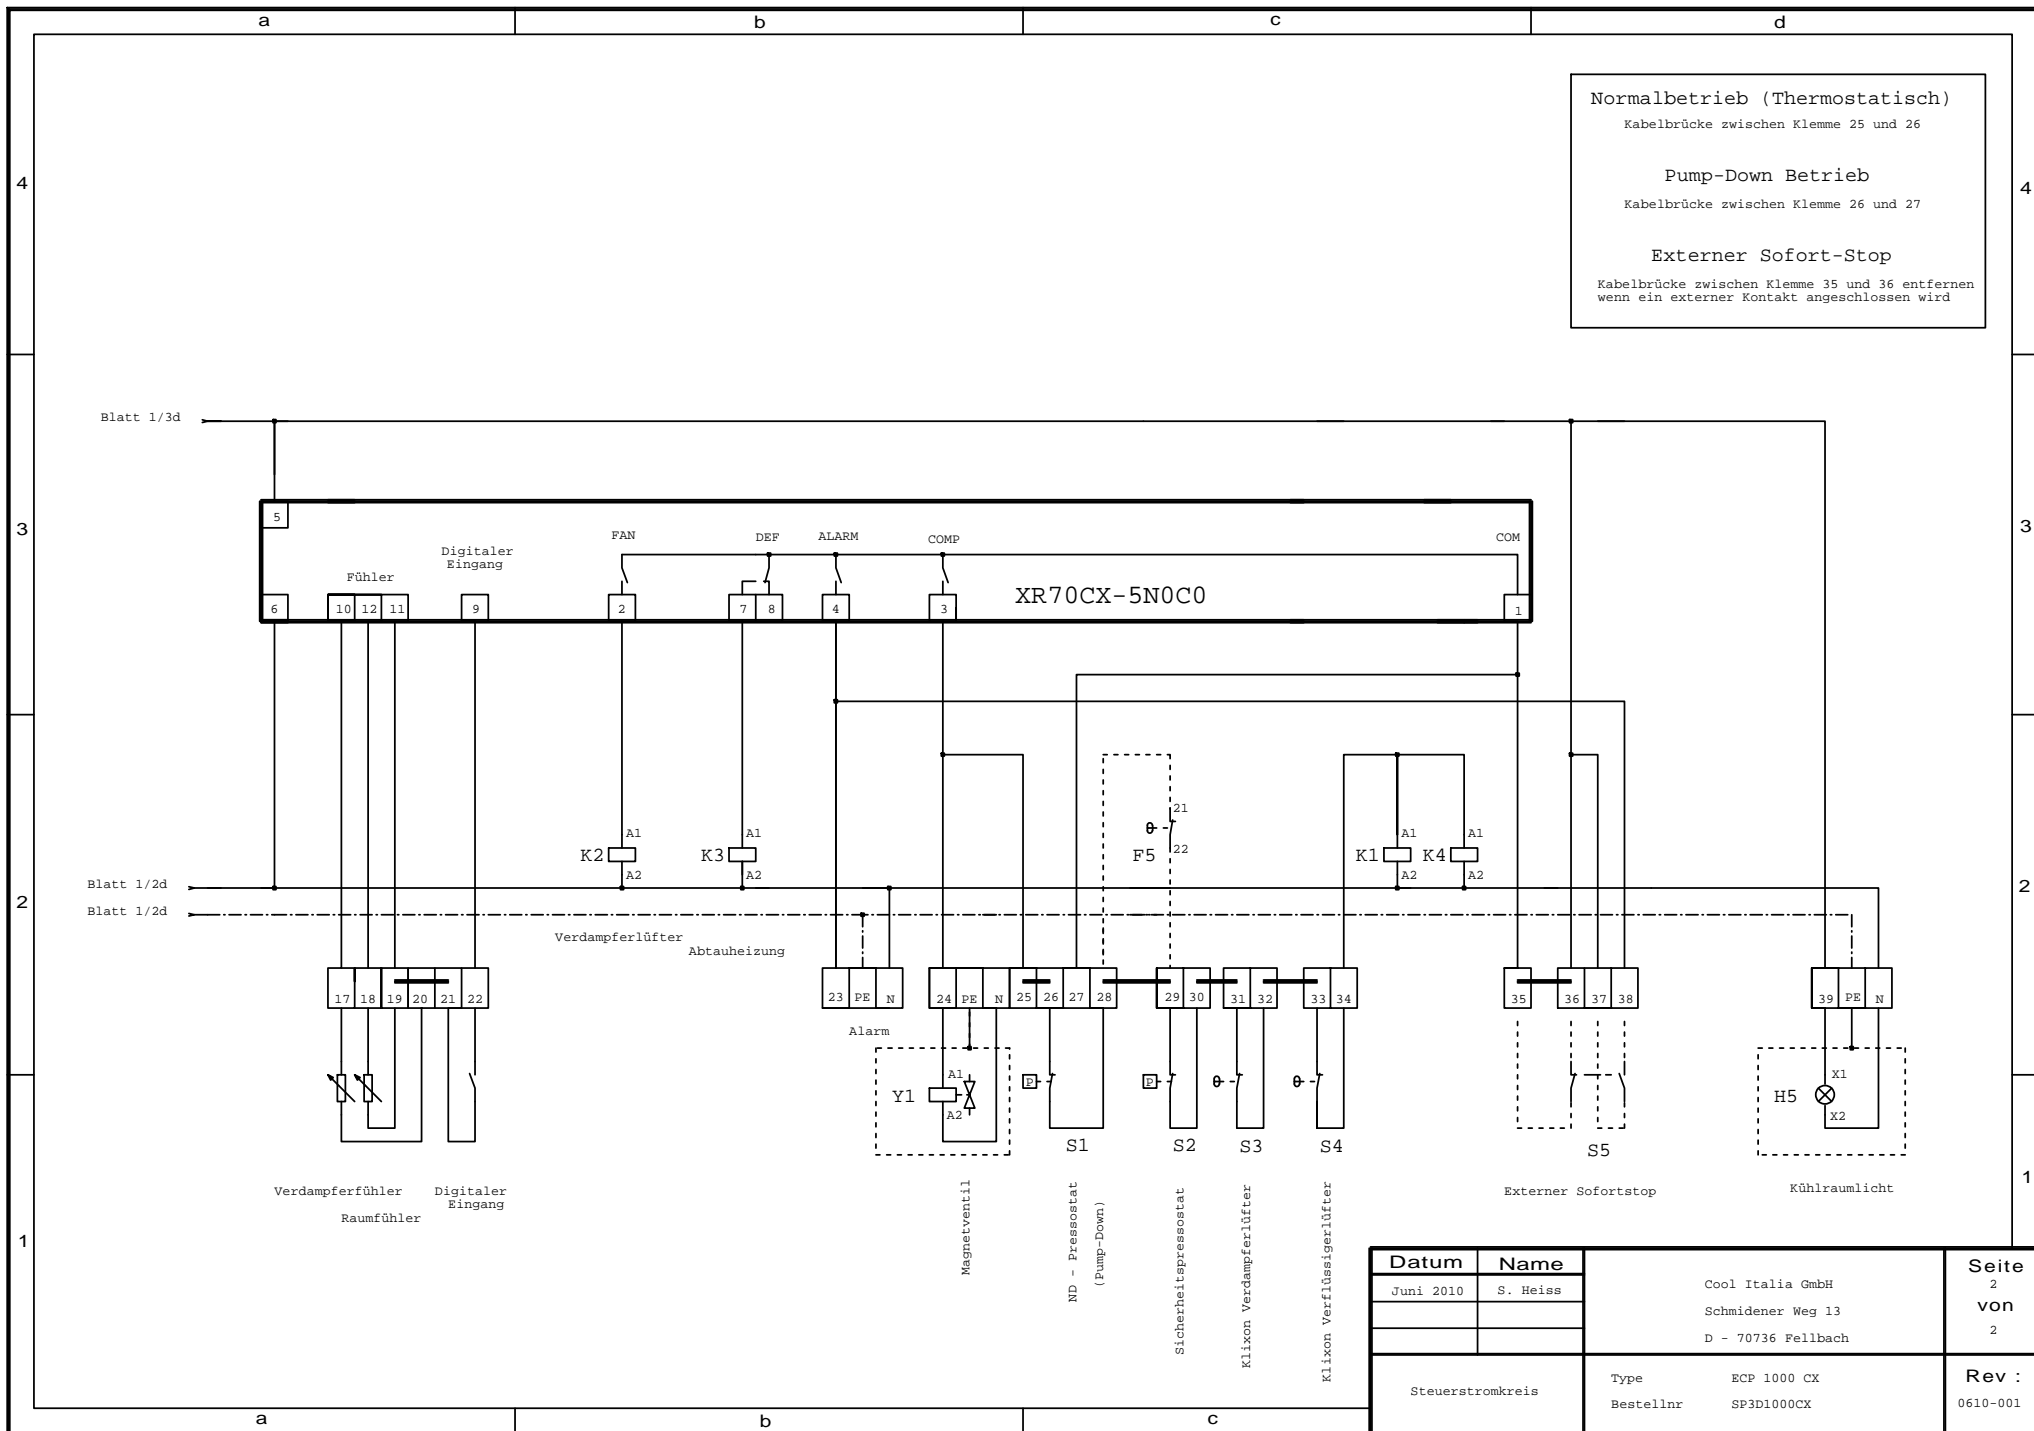 a b c d
Normalbetrieb (Thermostatisch)
Kabelbrücke zwischen Klemme 25 und 26
Pump-Down Betrieb
Kabelbrücke zwischen Klemme 26 und 27
Externer Sofort-Stop
Kabelbrücke zwischen Klemme 35 und 36 entfernen
wenn ein externer Kontakt angeschlossen wird
4 4
Blatt 1/3d
3 3
5
FAN DEF ALARM COMP COM
Digitaler
Eingang
Fühler
XR70CX-5N0C0
6 10 12 11 9 2 7 8 4 3 1
21
F5
22
A1 A1 A1 A1
K2 K3 K1 K4
A2 A2 A2 A2
Blatt 1/2d
2 2
Blatt 1/2d
Verdampferlüfter
Abtauheizung
17 18 19 20 21 22 23 PE N 24 PE N 25 26 27 28 29 30 31 32 33 34 35 36 37 38 39 PE N
Alarm
A1 P P θ θ X1
Y1 H5
A2 X2
S1 S2 S3 S4 S5
Verdampferfühler
Raumfühler
Digitaler
Eingang
Magnetventil
ND - Pressostat
(Pump-Down)
Sicherheitspressostat
Klixon Verdampferlüfter
Klixon Verflüssigerlüfter
Externer Sofortstop
Kühlraumlicht
1 1
Datum Name
Juni 2010 S. Heiss
Cool Italia GmbH
Schmidener Weg 13
D - 70736 Fellbach
Seite
2
von
2
Steuerstromkreis
Type ECP 1000 CX
Bestellnr SP3D1000CX
Rev :
0610-001
a b c